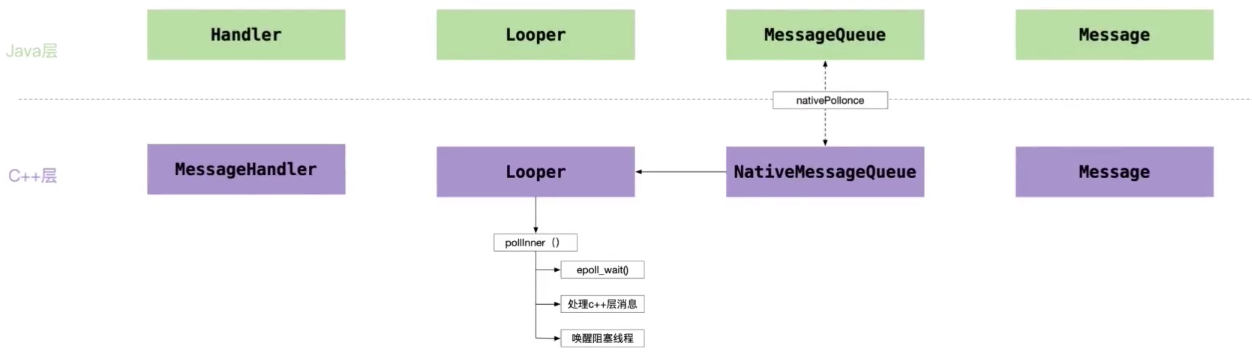 Java层
Handler
Looper
MessageQueue
Message
nativePollonce
C++层
MessageHandler
Looper
NativeMessageQueue
Message
pollInner（）
epoll_wait()
处理c++层消息
唤醒阻塞线程